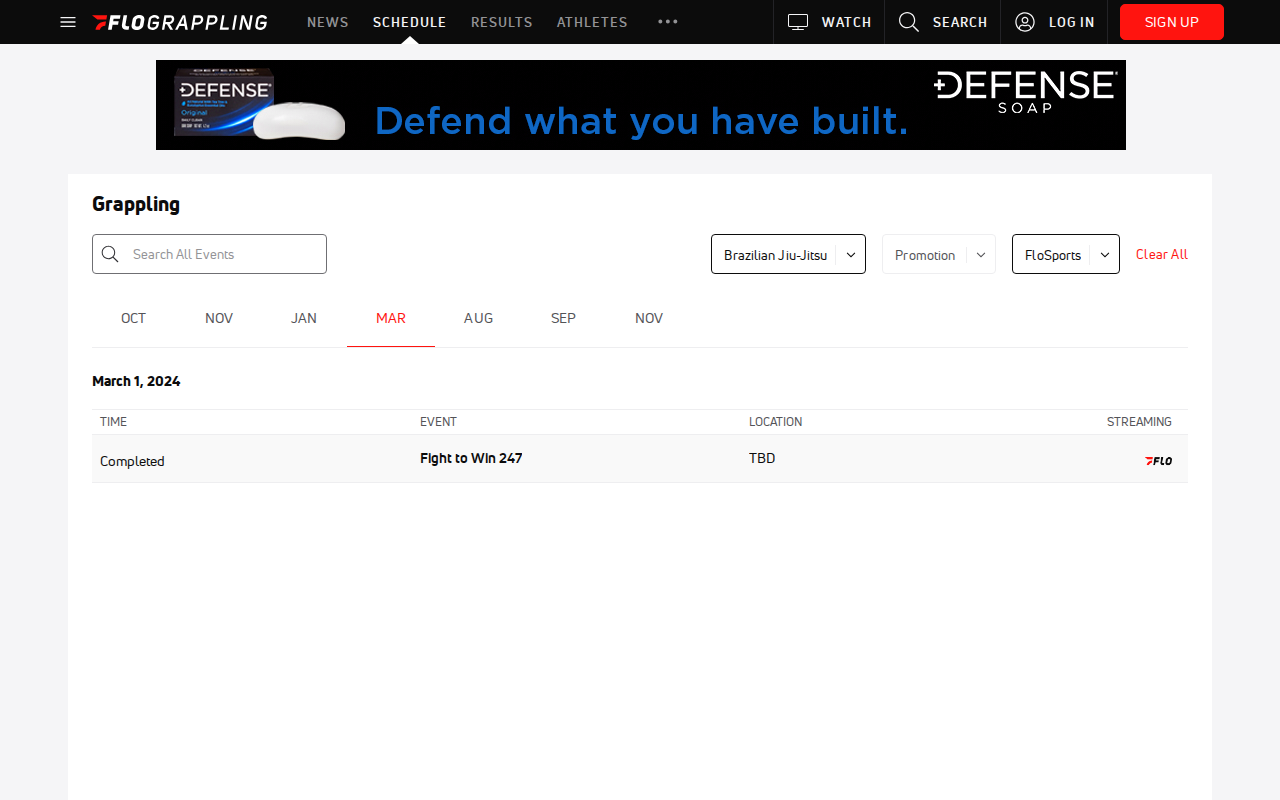 FLOGRAPPLING NEWS SCHEDULE RESULTS ATHLETES ••• WATCH SEARCH LOG IN SIGN UP
DEFENSE
Original
Defend what you have built.
DEFENSE
SOAP
Grappling
Search All Events Brazilian Jiu-Jitsu Promotion FloSports Clear All
OCT NOV JAN MAR AUG SEP NOV
March 1, 2024
TIME EVENT LOCATION STREAMING
Completed Fight to Win 247 TBD FLO